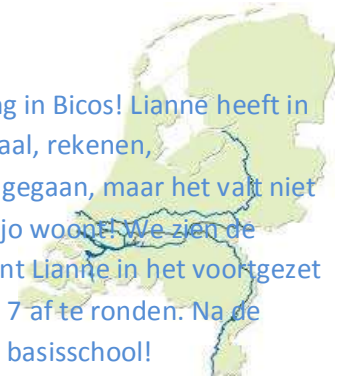 ng in Bicos! Lianne heeft in
aal, rekenen,
gegaan, maar het valt niet
jo woont! We zien de
nt Lianne in het voortgezet
7 af te ronden. Na de
basisschool!